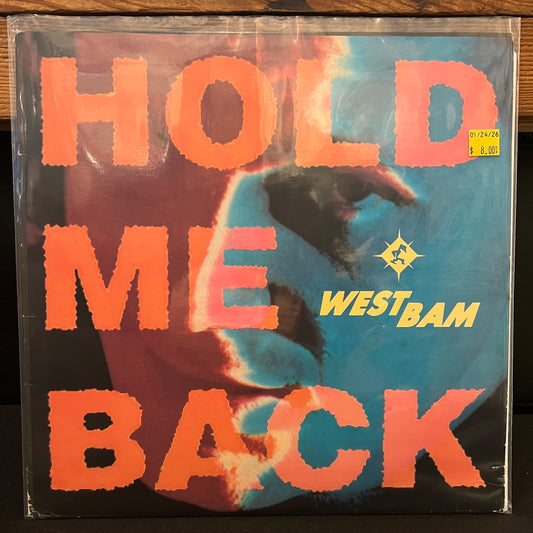 HOLD
01/24/26
$ 8.00
ME
WESTBAM
BACK